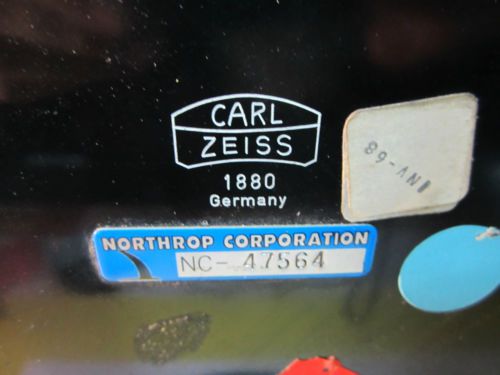 CARL
ZEISS
1880
Germany
INV-68
NORTHROP CORPORATION
NC- 47564